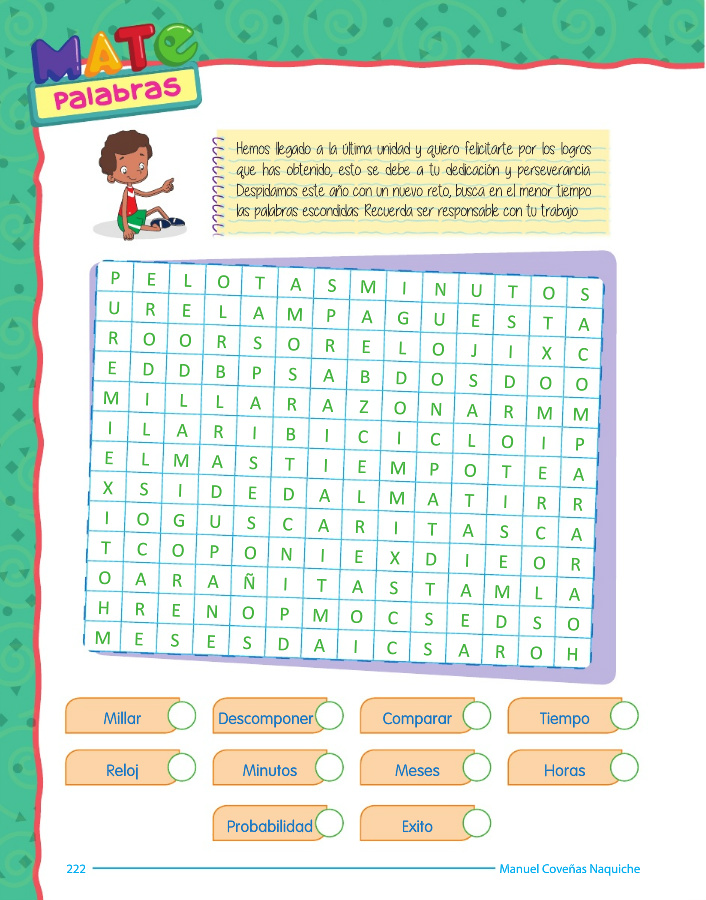 MATE
Palabras
Hemos llegado a la última unidad y quiero felicitarte por los logros
que has obtenido, esto se debe a tu dedicación y perseverancia
Despidamos este año con un nuevo reto, busca en el menor tiempo
las palabras escondidas Recuerda ser responsable con tu trabajo
P E L O T A S M I N U T O S
U R E L A M P A G U E S T A
R O O R S O R E L O J I X C
E D D B P S A B D O S D O O
M I L L A R A Z O N A R M M
I L A R I B I C I C L O I P
E L M A S T I E M P O T E A
X S I D E D A L M A T I R R
I O G U S C A R I T A S C A
T C O P O N I E X D I E O R
O A R A Ñ I T A S T A M L A
H R E N O P M O C S E D S O
M E S E S D A I C S A R O H
Millar Descomponer Comparar Tiempo
Reloj Minutos Meses Horas
Probabilidad Exito
222 Manuel Coveñas Naquiche